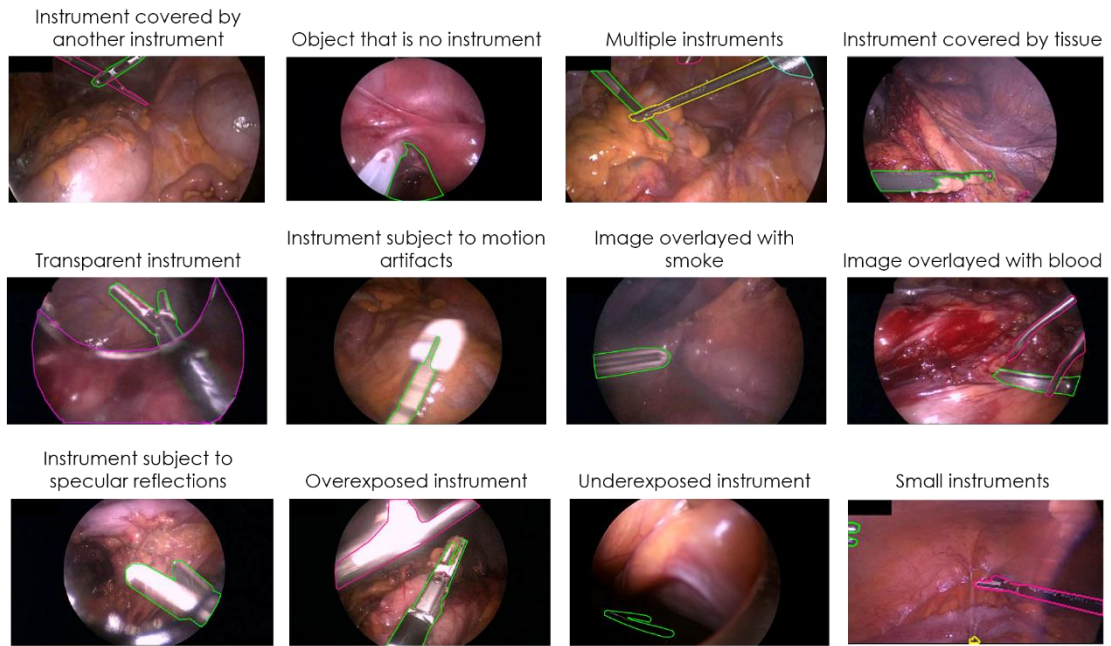 Instrument covered by
another instrument
Object that is no instrument
Multiple instruments
Instrument covered by tissue
Transparent instrument
Instrument subject to motion
artifacts
Image overlayed with
smoke
Image overlayed with blood
Instrument subject to
specular reflections
Overexposed instrument
Underexposed instrument
Small instruments